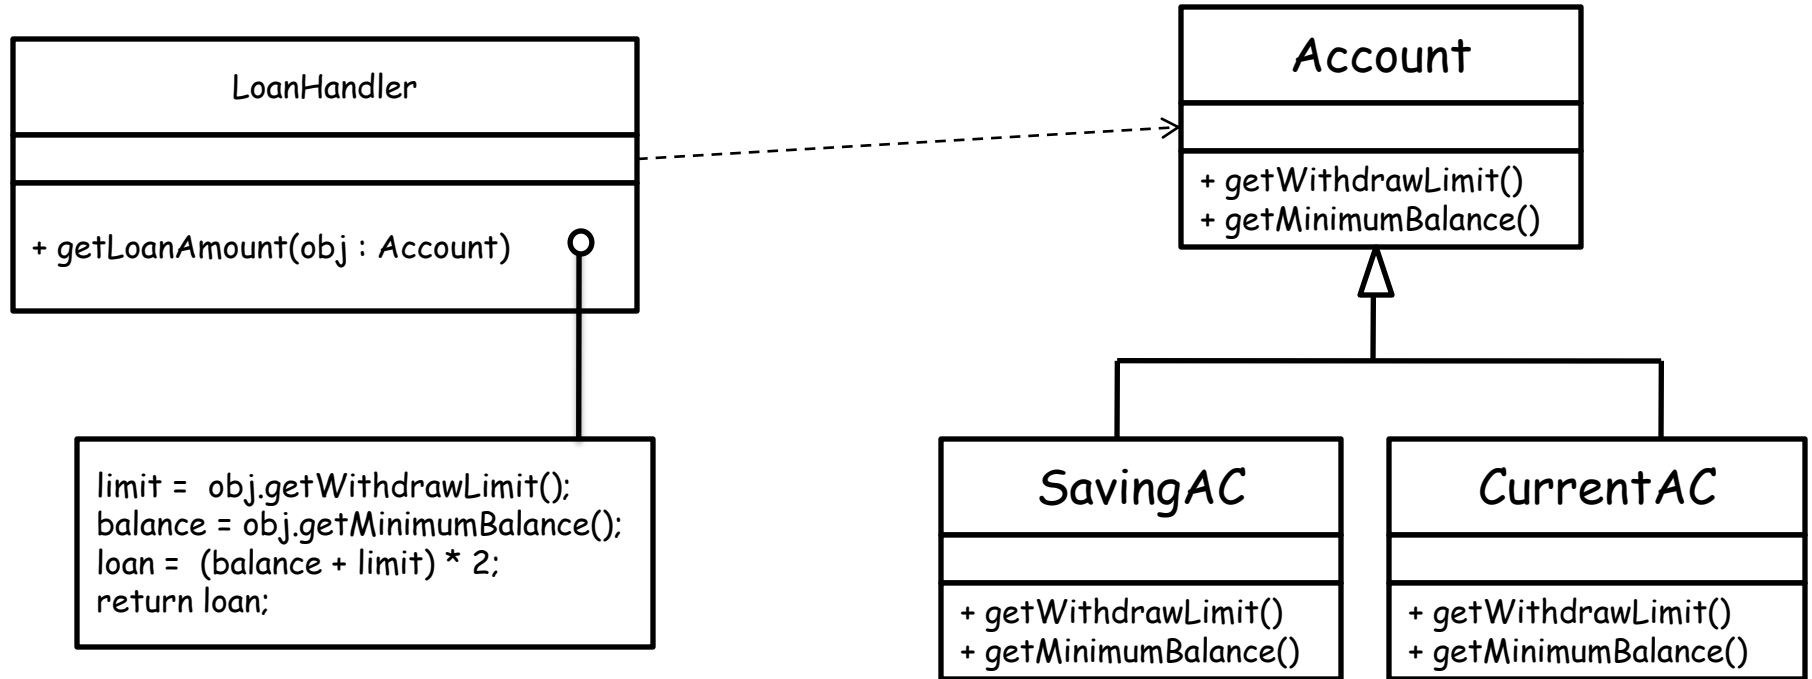 LoanHandler
+ getLoanAmount(obj : Account)
limit =  obj.getWithdrawLimit();
balance = obj.getMinimumBalance();
loan =  (balance + limit) * 2;
return loan;
Account
+ getWithdrawLimit()
+ getMinimumBalance()
SavingAC
+ getWithdrawLimit()
+ getMinimumBalance()
CurrentAC
+ getWithdrawLimit()
+ getMinimumBalance()